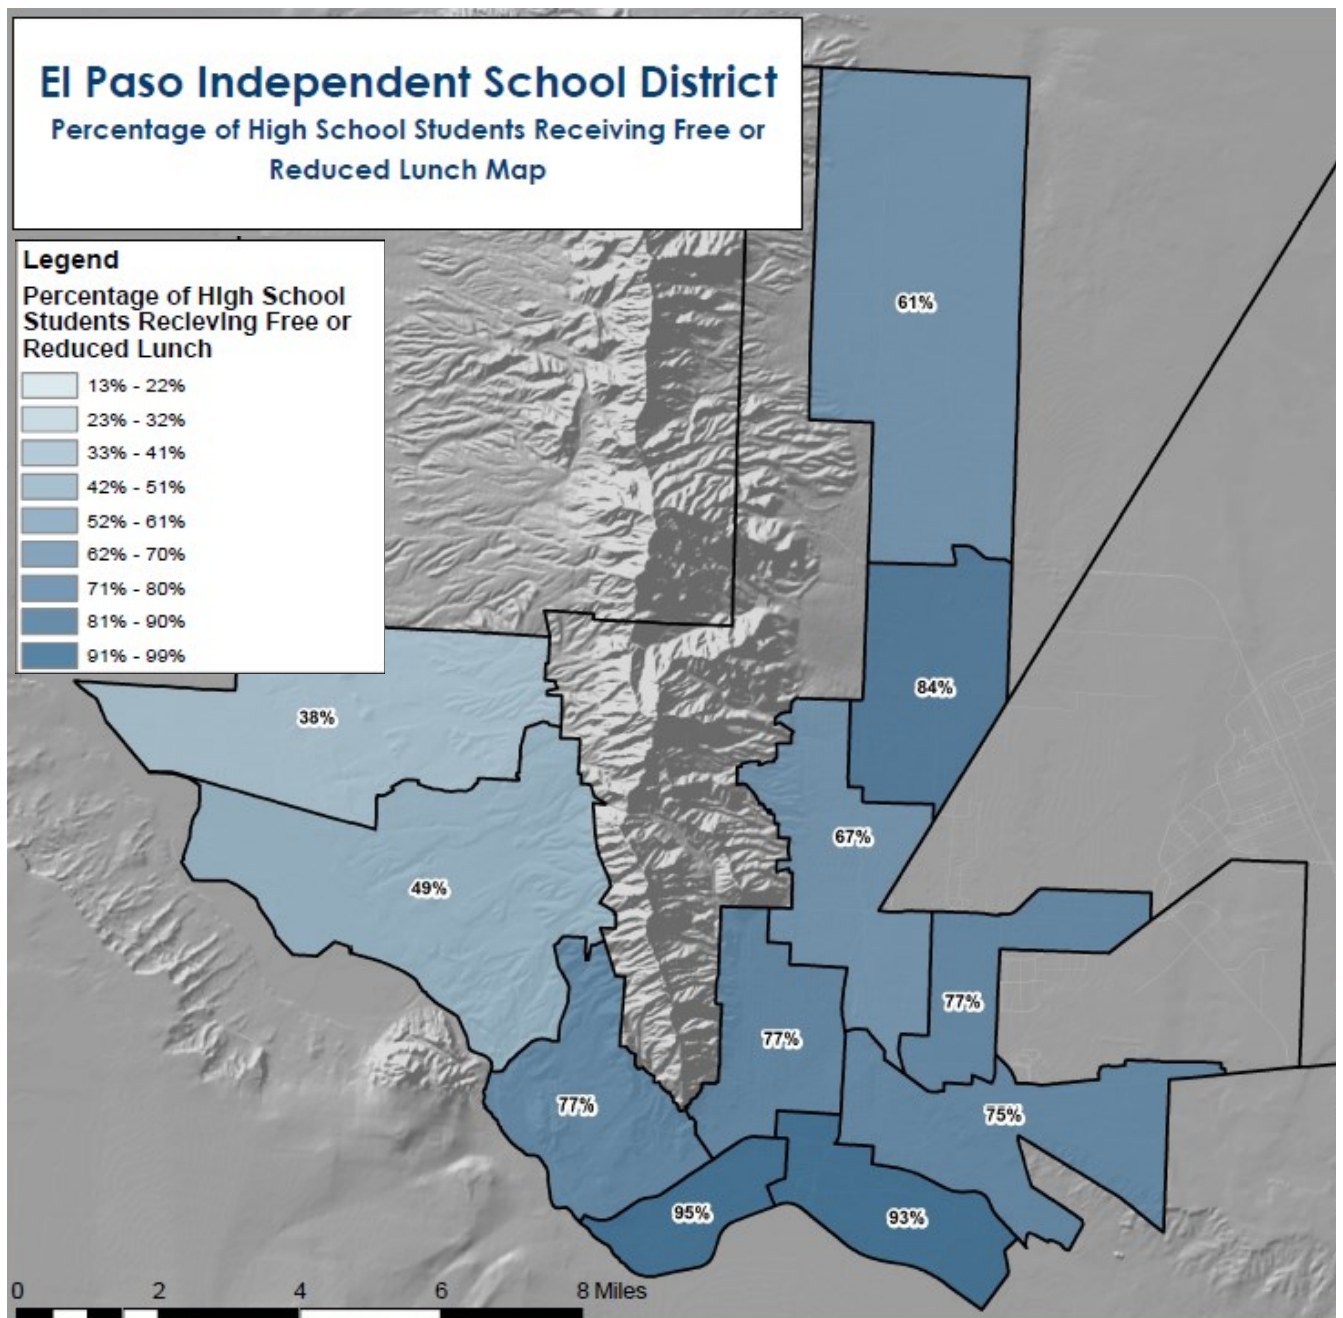 El Paso Independent School District
Percentage of High School Students Receiving Free or
Reduced Lunch Map
Legend
Percentage of High School
Students Recieving Free or
Reduced Lunch
13% - 22%
23% - 32%
33% - 41%
42% - 51%
52% - 61%
62% - 70%
71% - 80%
81% - 90%
91% - 99%
61%
84%
38%
67%
49%
77%
77%
77%
75%
95%
93%
0 2 4 6 8 Miles